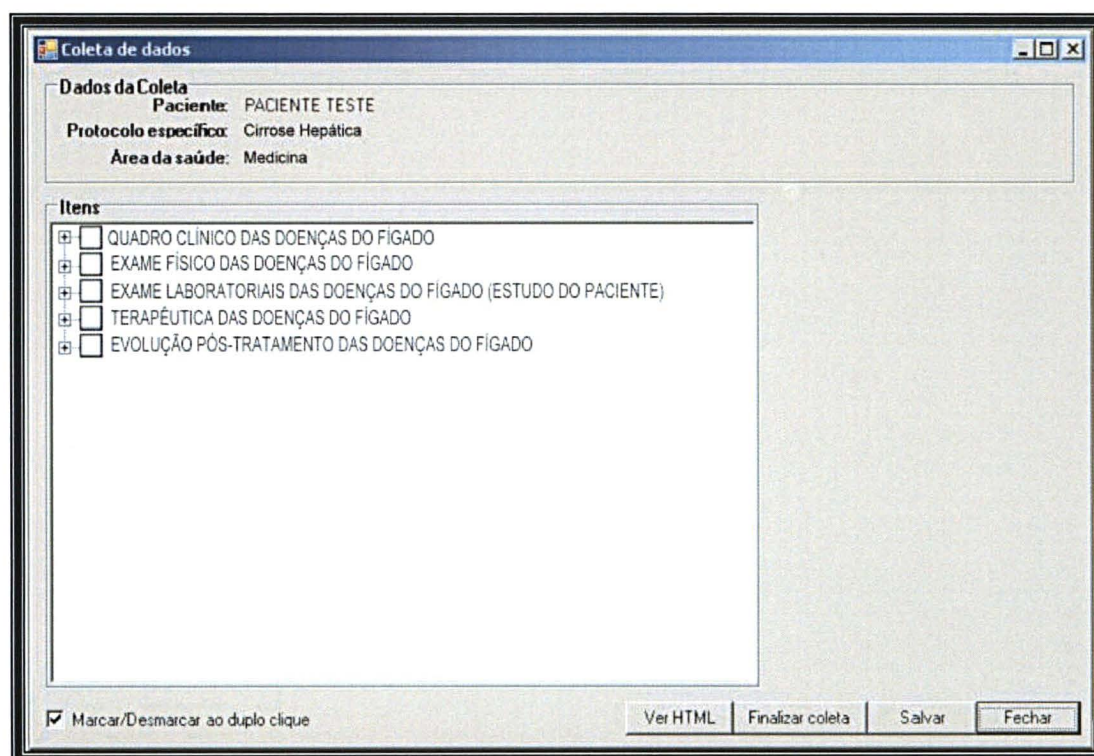 Coleta de dados
Dados da Coleta
Paciente: PACIENTE TESTE
Protocolo específico: Cirrose Hepática
Área da saúde: Medicina
Itens
QUADRO CLÍNICO DAS DOENÇAS DO FÍGADO
EXAME FÍSICO DAS DOENÇAS DO FÍGADO
EXAME LABORATORIAIS DAS DOENÇAS DO FÍGADO (ESTUDO DO PACIENTE)
TERAPÊUTICA DAS DOENÇAS DO FÍGADO
EVOLUÇÃO PÓS-TRATAMENTO DAS DOENÇAS DO FÍGADO
Marcar/Desmarcar ao duplo clique Ver HTML Finalizar coleta Salvar Fechar